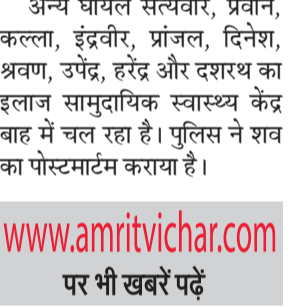 अन्य घायल सत्यवीर, प्रवीन,
कल्ला, इंद्रवीर, प्रांजल, दिनेश,
श्रवण, उपेंद्र, हरेंद्र और दशरथ का
इलाज सामुदायिक स्वास्थ्य केंद्र
बाह में चल रहा है। पुलिस ने शव
का पोस्टमार्टम कराया है।
www.amritvichar.com
पर भी खबरें पढ़ें